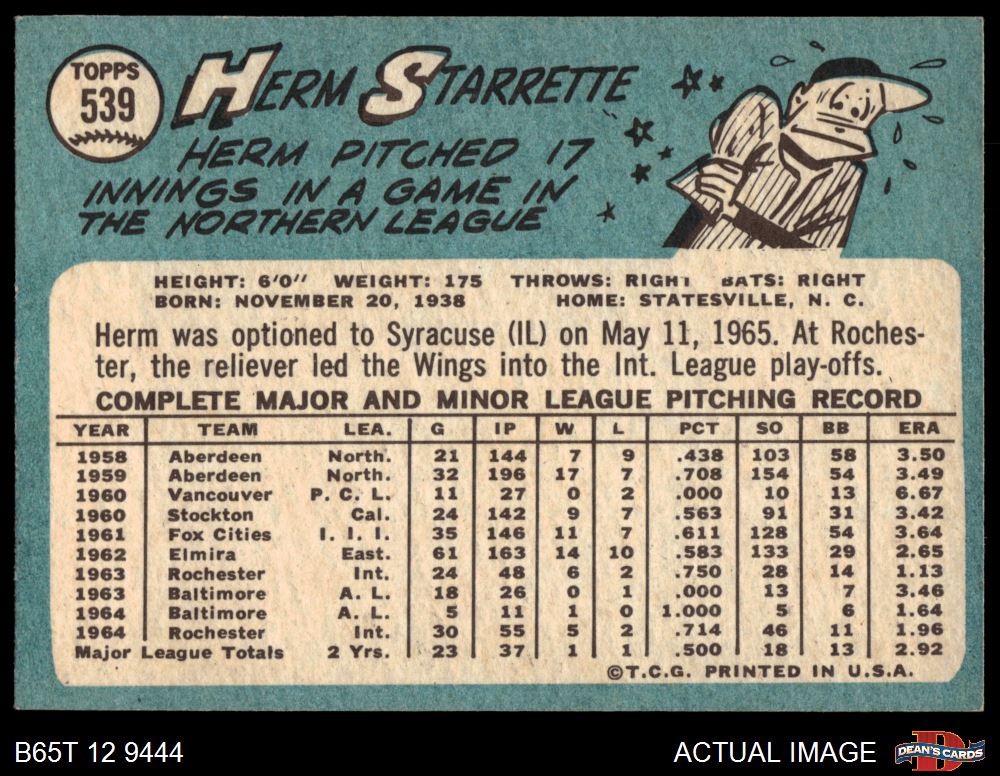 TOPPS
539
HERM STARRETTE
HERM PITCHED 17
INNINGS IN A GAME IN
THE NORTHERN LEAGUE
HEIGHT: 6'0" WEIGHT: 175 THROWS: RIGHT BATS: RIGHT
BORN: NOVEMBER 20, 1938 HOME: STATESVILLE, N. C.
Herm was optioned to Syracuse (IL) on May 11, 1965. At Roches-
ter, the reliever led the Wings into the Int. League play-offs.
COMPLETE MAJOR AND MINOR LEAGUE PITCHING RECORD
YEAR TEAM LEA. G IP W L PCT SO BB ERA
1958 Aberdeen North. 21 144 7 9 .438 103 58 3.50
1959 Aberdeen North. 32 196 17 7 .708 154 54 3.49
1960 Vancouver P. C. L. 11 27 0 2 .000 10 13 6.67
1960 Stockton Cal. 24 142 9 7 .563 91 31 3.42
1961 Fox Cities I. I. I. 35 146 11 7 .611 128 54 3.64
1962 Elmira East. 61 163 14 10 .583 133 29 2.65
1963 Rochester Int. 24 48 6 2 .750 28 14 1.13
1963 Baltimore A. L. 18 26 0 1 .000 13 7 3.46
1964 Baltimore A. L. 5 11 1 0 1.000 5 6 1.64
1964 Rochester Int. 30 55 5 2 .714 46 11 1.96
Major League Totals 2 Yrs. 23 37 1 1 .500 18 13 2.92
©T.C.G. PRINTED IN U.S.A.
B65T 12 9444
ACTUAL IMAGE
DEAN'S CARDS